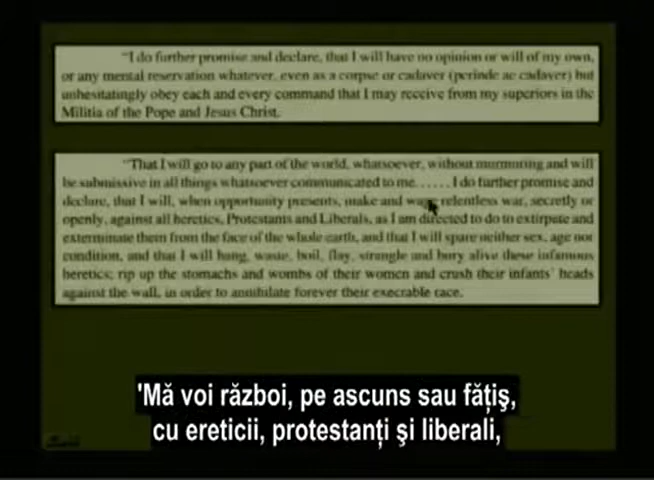 "I do further promise and declare, that I will have no opinion or will of my own,
or any mental reservation whatever, even as a corpse or cadaver (perinde ac cadaver) but
unhesitatingly obey each and every command that I may receive from my superiors in the
Militia of the Pope and Jesus Christ.
"That I will go to any part of the world, whatsoever, without murmuring and will
be submissive in all things whatsoever communicated to me...... I do further promise and
declare, that I will, when opportunity presents, make and wage relentless war, secretly or
openly, against all heretics, Protestants and Liberals, as I am directed to do to extirpate and
exterminate them from the face of the whole earth, and that I will spare neither sex, age nor
condition, and that I will hang, waste, boil, flay, strangle and bury alive these infamous
heretics; rip up the stomachs and wombs of their women and crush their infants' heads
against the wall, in order to annihilate forever their execrable race.
'Mă voi război, pe ascuns sau fățiş,
cu ereticii, protestanți şi liberali,